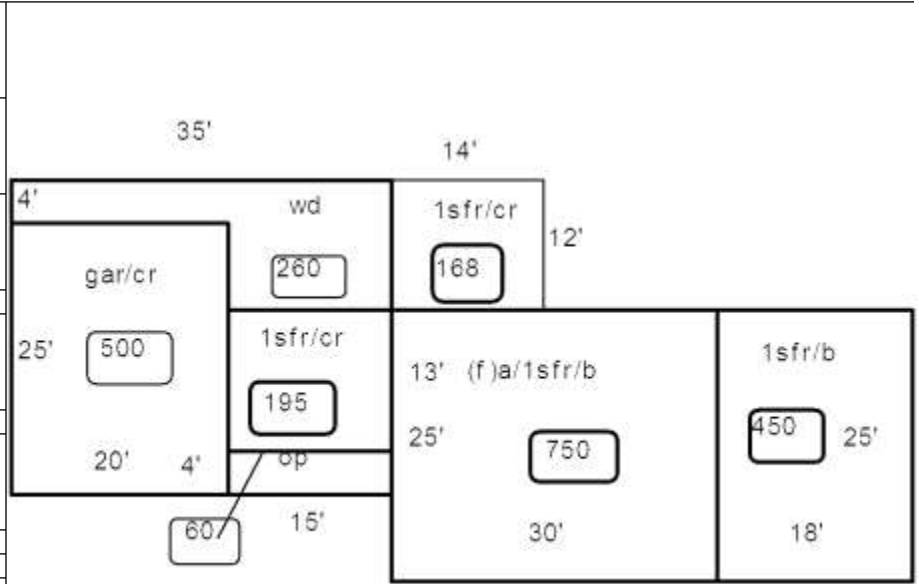 35'
14'
4'
wd
1sfr/cr
12'
260
168
gar/cr
500
25'
1sfr/cr
195
13' (f)a/1sfr/b
25'
750
1sfr/b
450
25'
20'
4'
op
60
15'
30'
18'